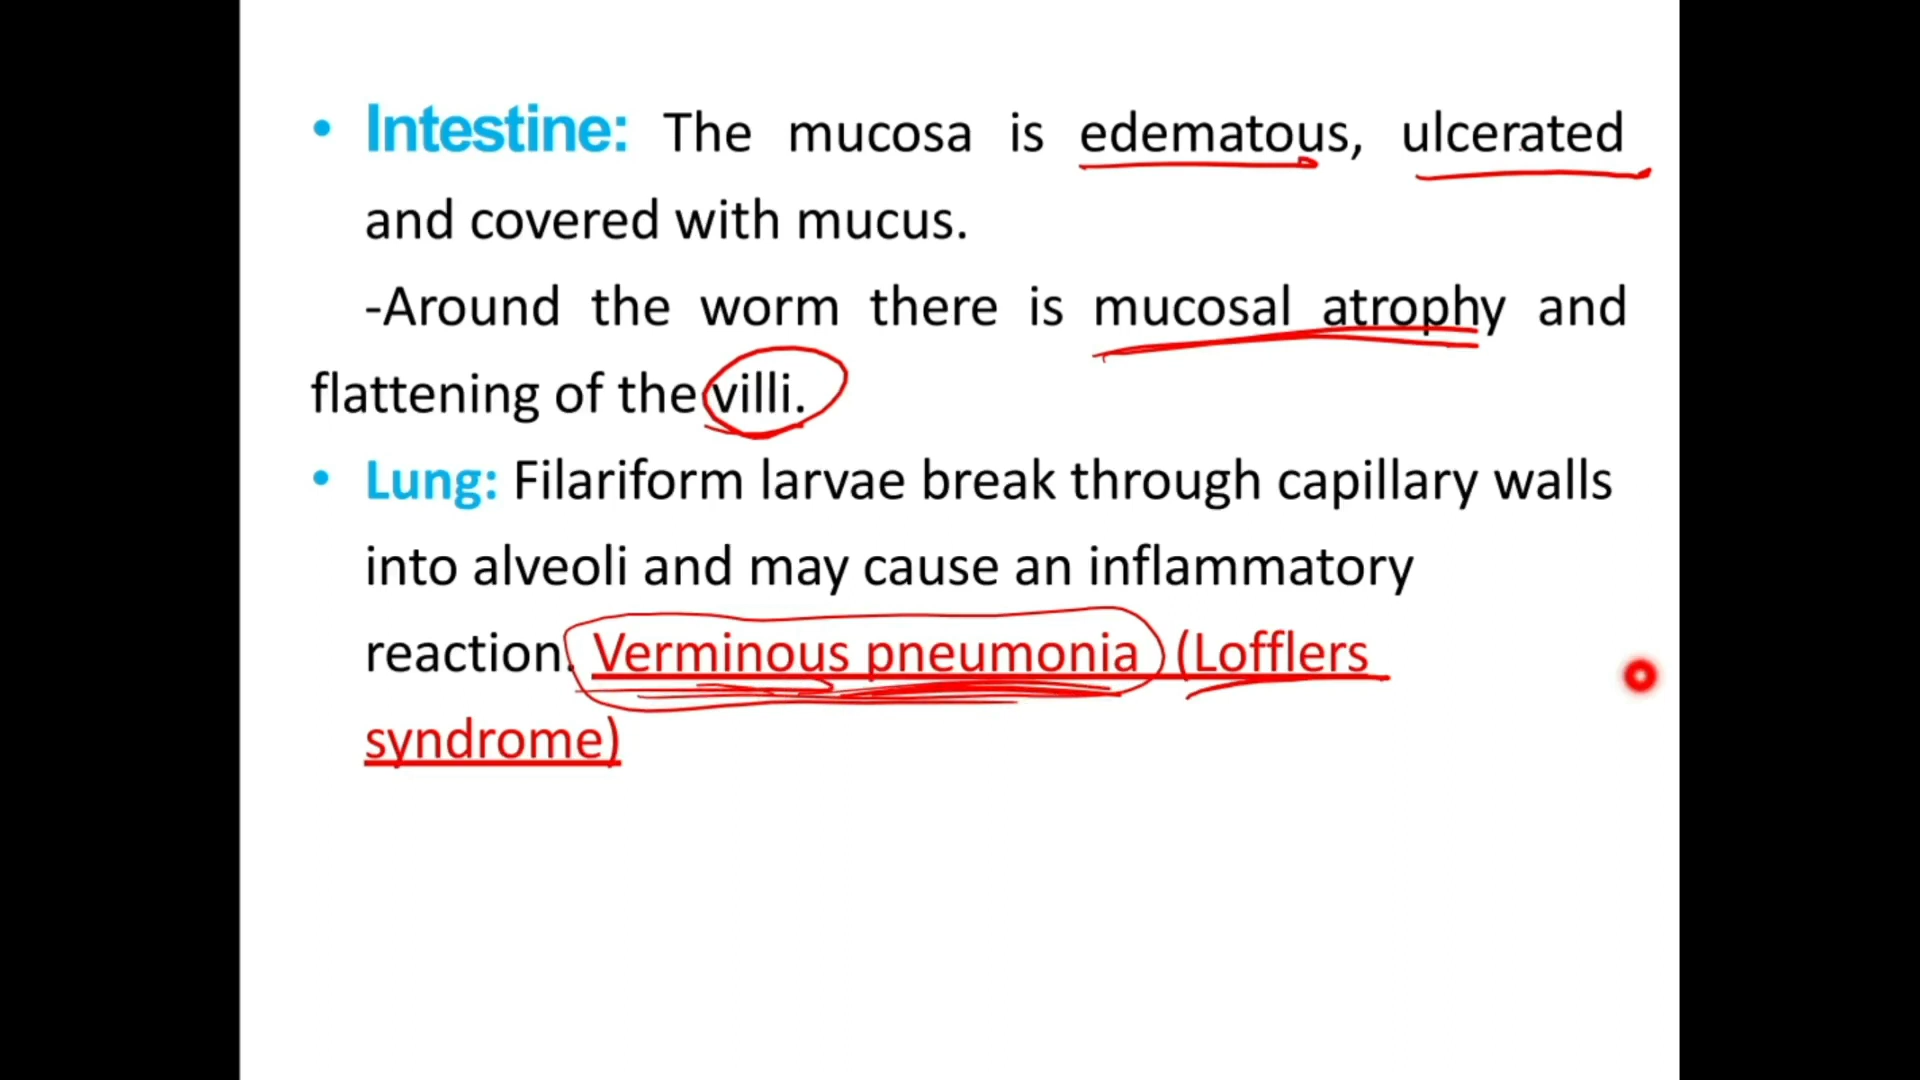 • Intestine: The mucosa is edematous, ulcerated
and covered with mucus.
-Around the worm there is mucosal atrophy and
flattening of the villi.
• Lung: Filariform larvae break through capillary walls
into alveoli and may cause an inflammatory
reaction. Verminous pneumonia (Lofflers
syndrome)